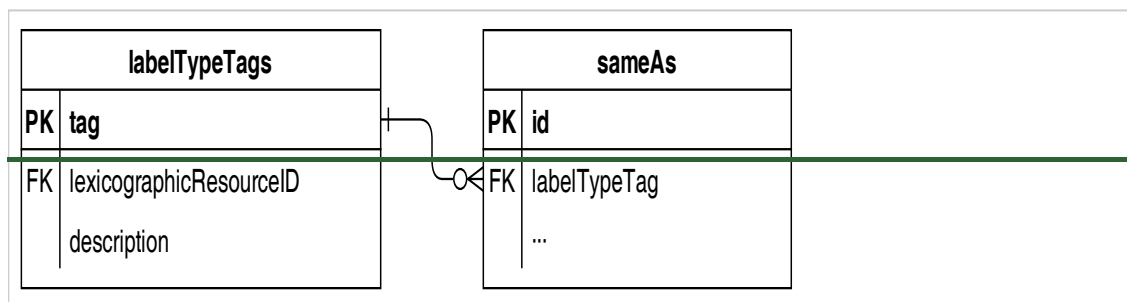 labelTypeTags
PK tag
FK lexicographicResourceID
description
sameAs
PK id
FK labelTypeTag
...